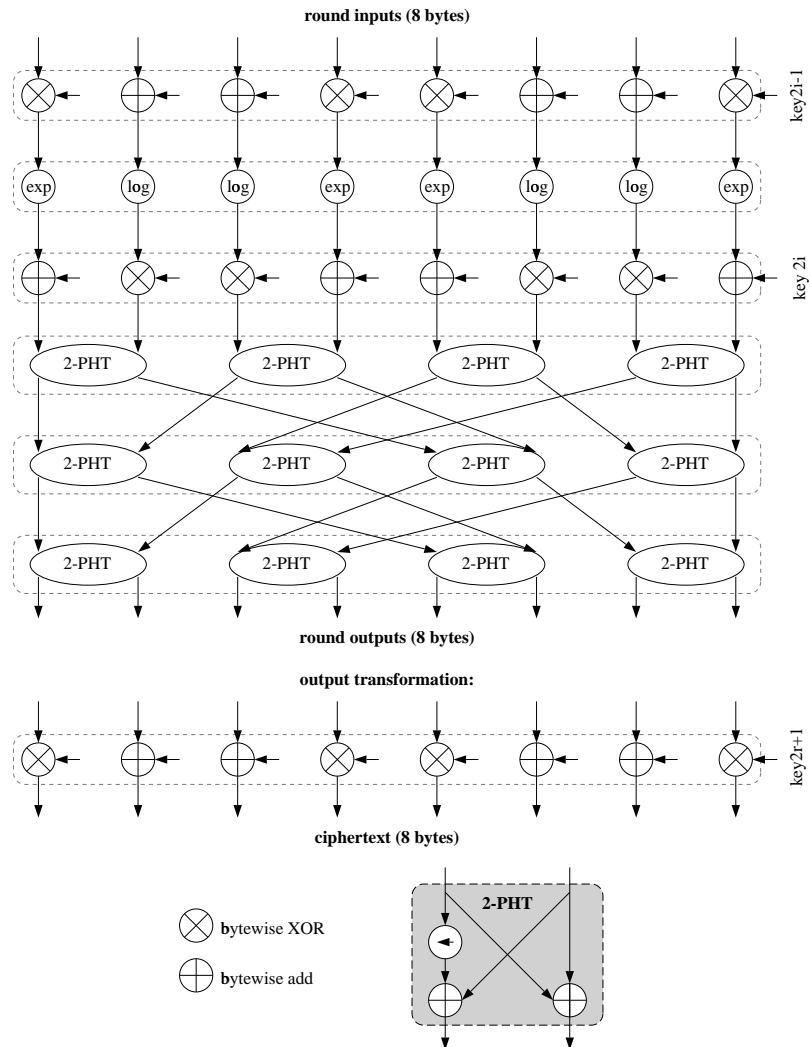 round inputs (8 bytes)
key2i-1
exp log log exp exp log log exp
key 2i
2-PHT 2-PHT 2-PHT 2-PHT
2-PHT 2-PHT 2-PHT 2-PHT
2-PHT 2-PHT 2-PHT 2-PHT
round outputs (8 bytes)
output transformation:
key2r+1
ciphertext (8 bytes)
2-PHT
bytewise XOR
bytewise add